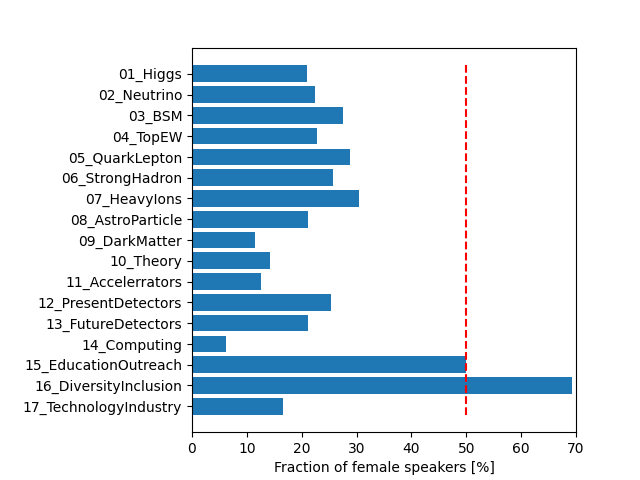 01_Higgs
02_Neutrino
03_BSM
04_TopEW
05_QuarkLepton
06_StrongHadron
07_HeavyIons
08_AstroParticle
09_DarkMatter
10_Theory
11_Accelerrators
12_PresentDetectors
13_FutureDetectors
14_Computing
15_EducationOutreach
16_DiversityInclusion
17_TechnologyIndustry
0 10 20 30 40 50 60 70
Fraction of female speakers [%]